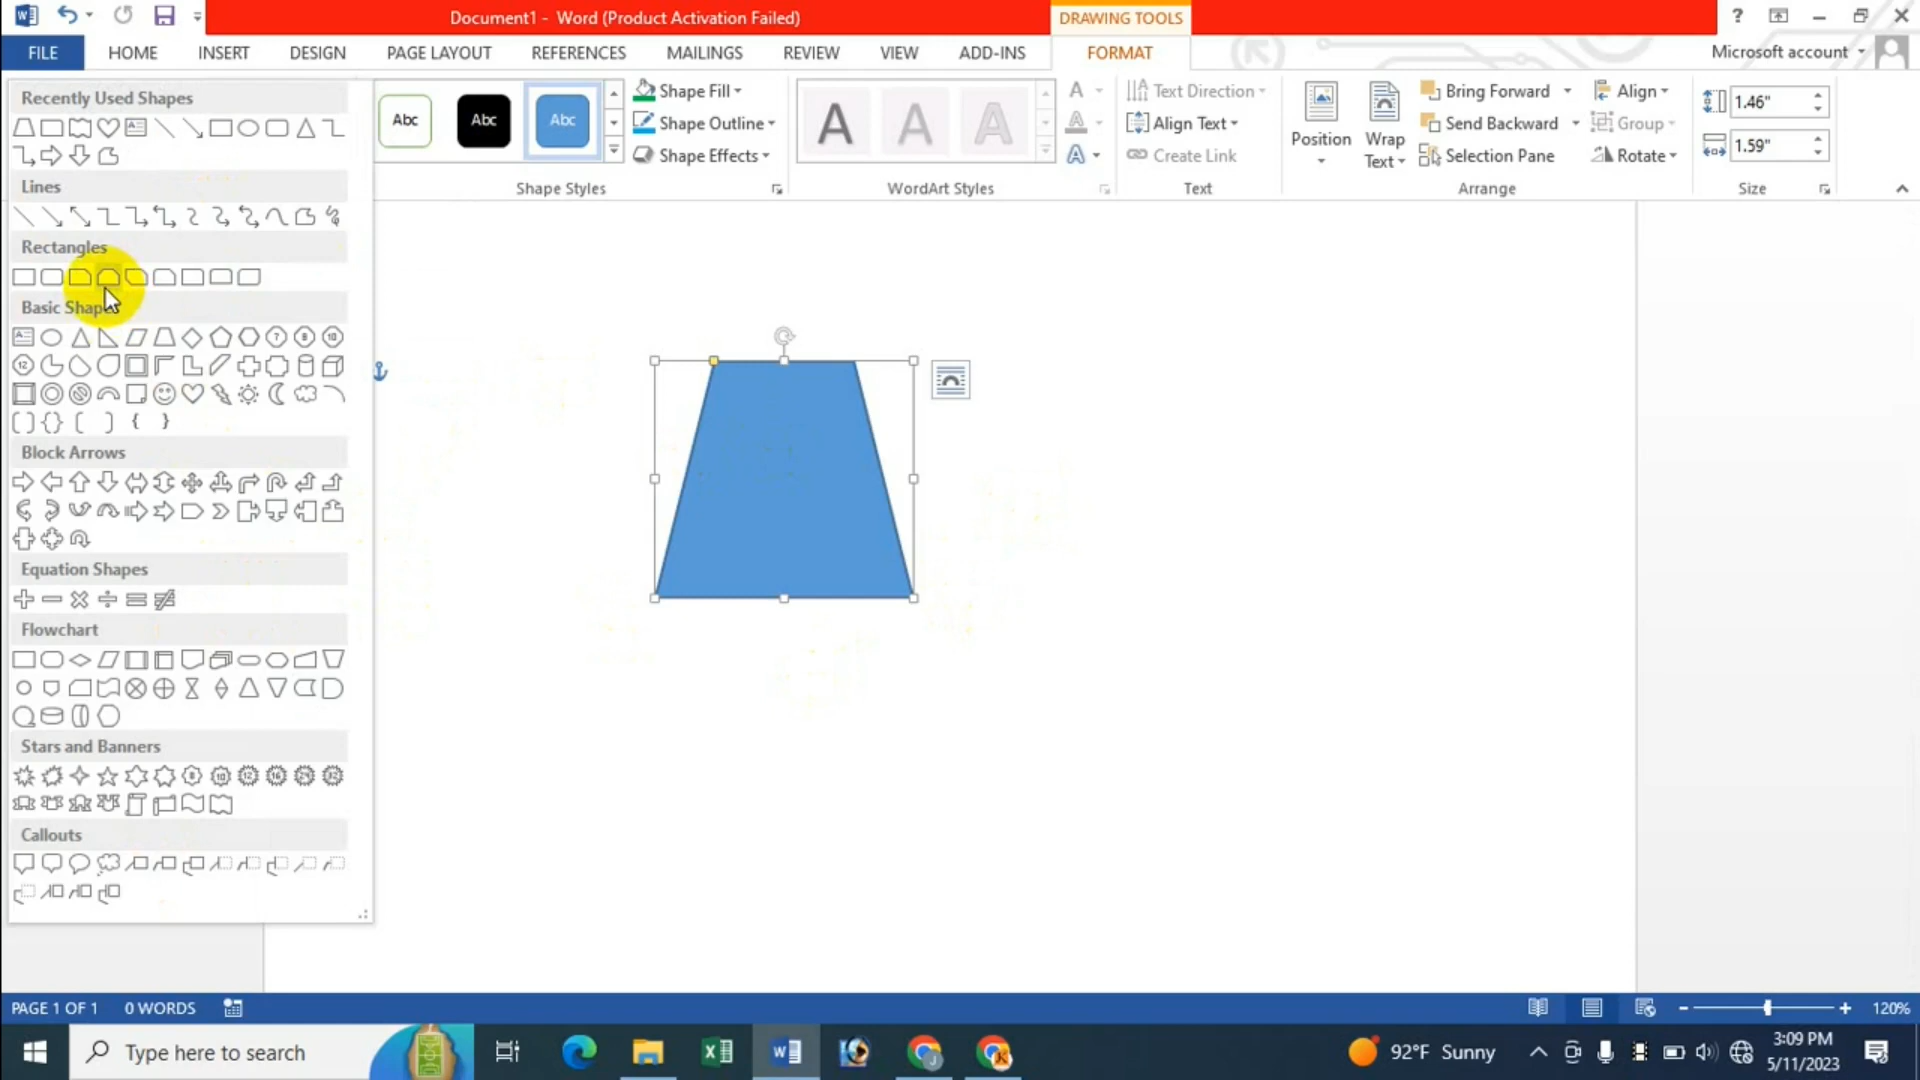 Document1 - Word (Product Activation Failed)
DRAWING TOOLS
?
FILE
HOME
INSERT
DESIGN
PAGE LAYOUT
REFERENCES
MAILINGS
REVIEW
VIEW
ADD-INS
FORMAT
Microsoft account
Recently Used Shapes
Lines
Rectangles
Basic Shapes
Block Arrows
Equation Shapes
Flowchart
Stars and Banners
Callouts
Abc
Abc
Abc
Shape Fill
Shape Outline
Shape Effects
Shape Styles
A
A
A
WordArt Styles
Text Direction
Align Text
Create Link
Text
Position
Wrap
Text
Bring Forward
Send Backward
Selection Pane
Align
Group
Rotate
Arrange
1.46"
1.59"
Size
PAGE 1 OF 1
0 WORDS
120%
Type here to search
92°F Sunny
3:09 PM
5/11/2023